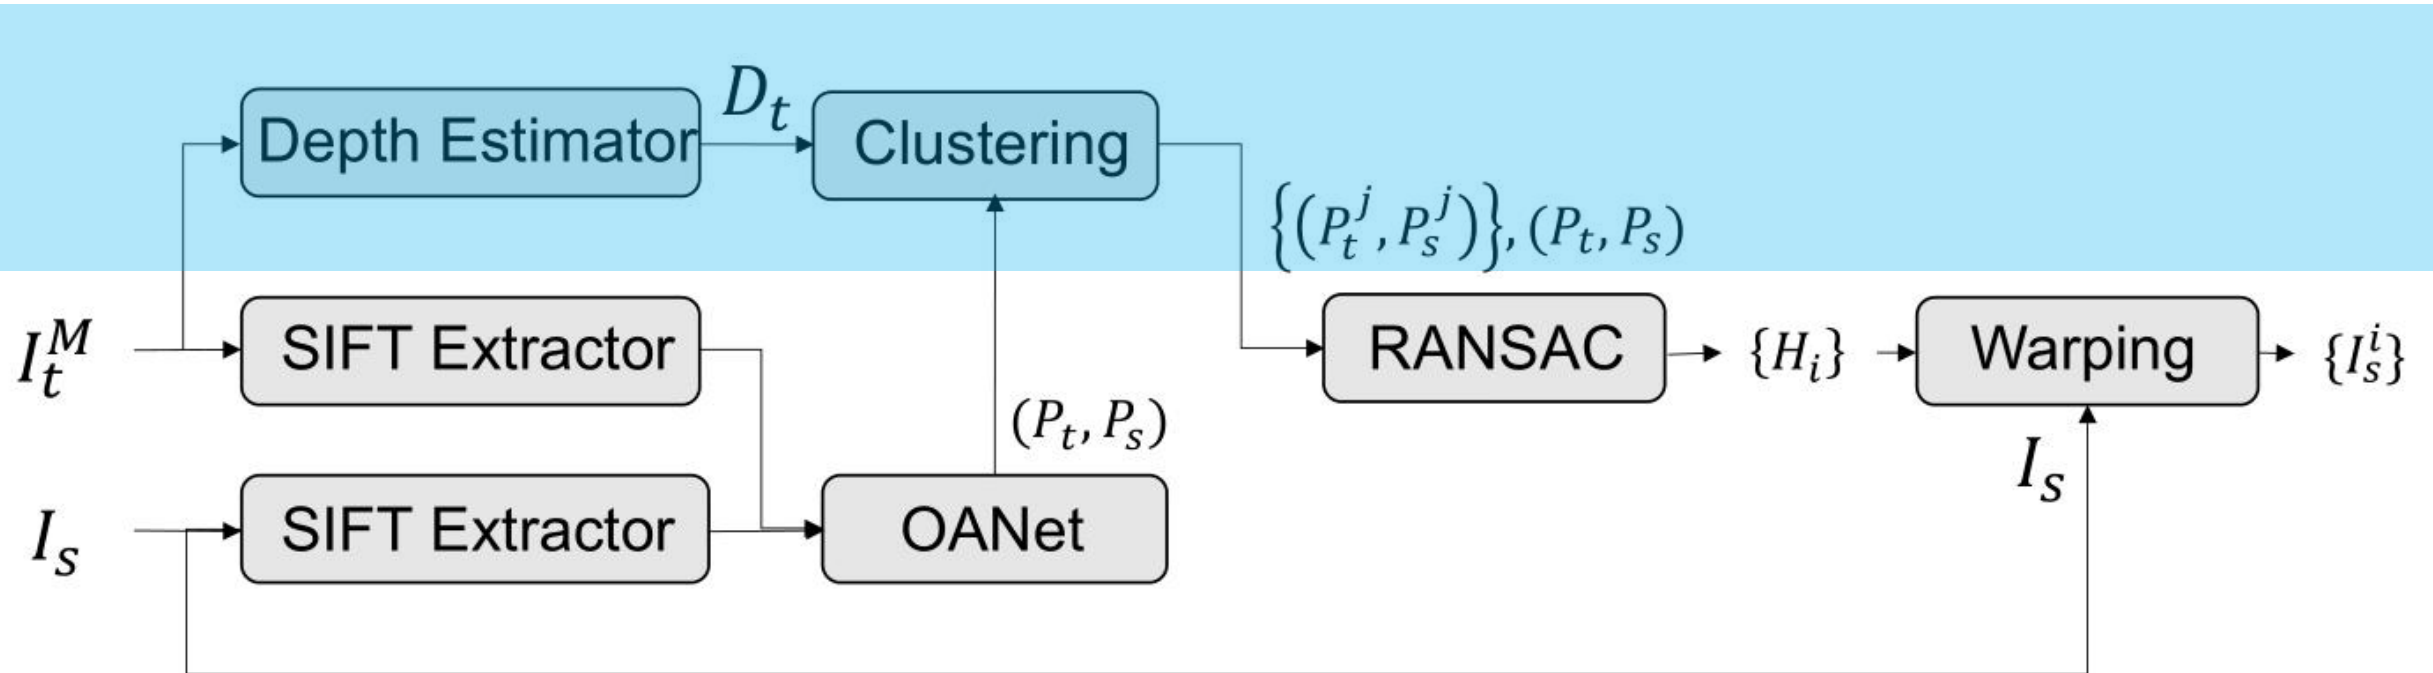 Depth Estimator
D_t
Clustering
{(P_t^j, P_s^j)}, (P_t, P_s)
I_t^M
SIFT Extractor
RANSAC
{H_i}
Warping
{I_s^i}
(P_t, P_s)
I_s
I_s
SIFT Extractor
OANet